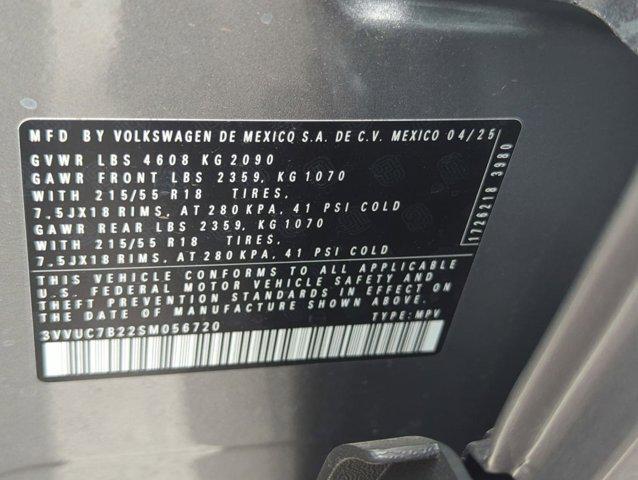 MFD BY VOLKSWAGEN DE MEXICO S.A. DE C.V. MEXICO 04/25
GVWR LBS 4608 KG 2090
GAWR FRONT LBS 2359, KG 1070
WITH 215/55 R18 TIRES,
7.5JX18 RIMS, AT 280 KPA, 41 PSI COLD
GAWR REAR LBS 2359, KG 1070
WITH 215/55 R18 TIRES,
7.5JX18 RIMS, AT 280 KPA, 41 PSI COLD
THIS VEHICLE CONFORMS TO ALL APPLICABLE
U.S. FEDERAL MOTOR VEHICLE SAFETY AND
THEFT PREVENTION STANDARDS IN EFFECT ON
THE DATE OF MANUFACTURE SHOWN ABOVE.
3VVUC7B22SM056720 TYPE: MPV
1726218 3980